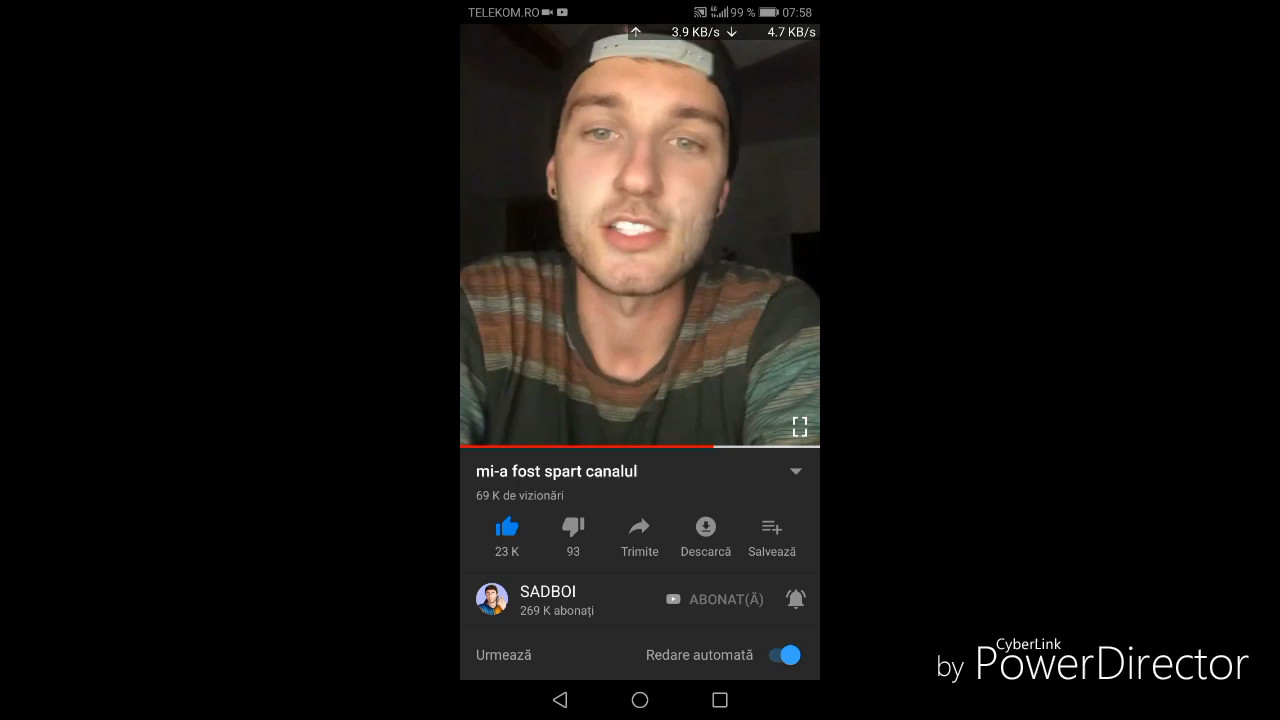 TELEKOM.RO 99 % 07:58
3.9 KB/s 4.7 KB/s
mi-a fost spart canalul
69 K de vizionări
23 K 93 Trimite Descarcă Salvează
SADBOI
269 K abonați
ABONAT(Ă)
Urmează Redare automată
CyberLink
by PowerDirector